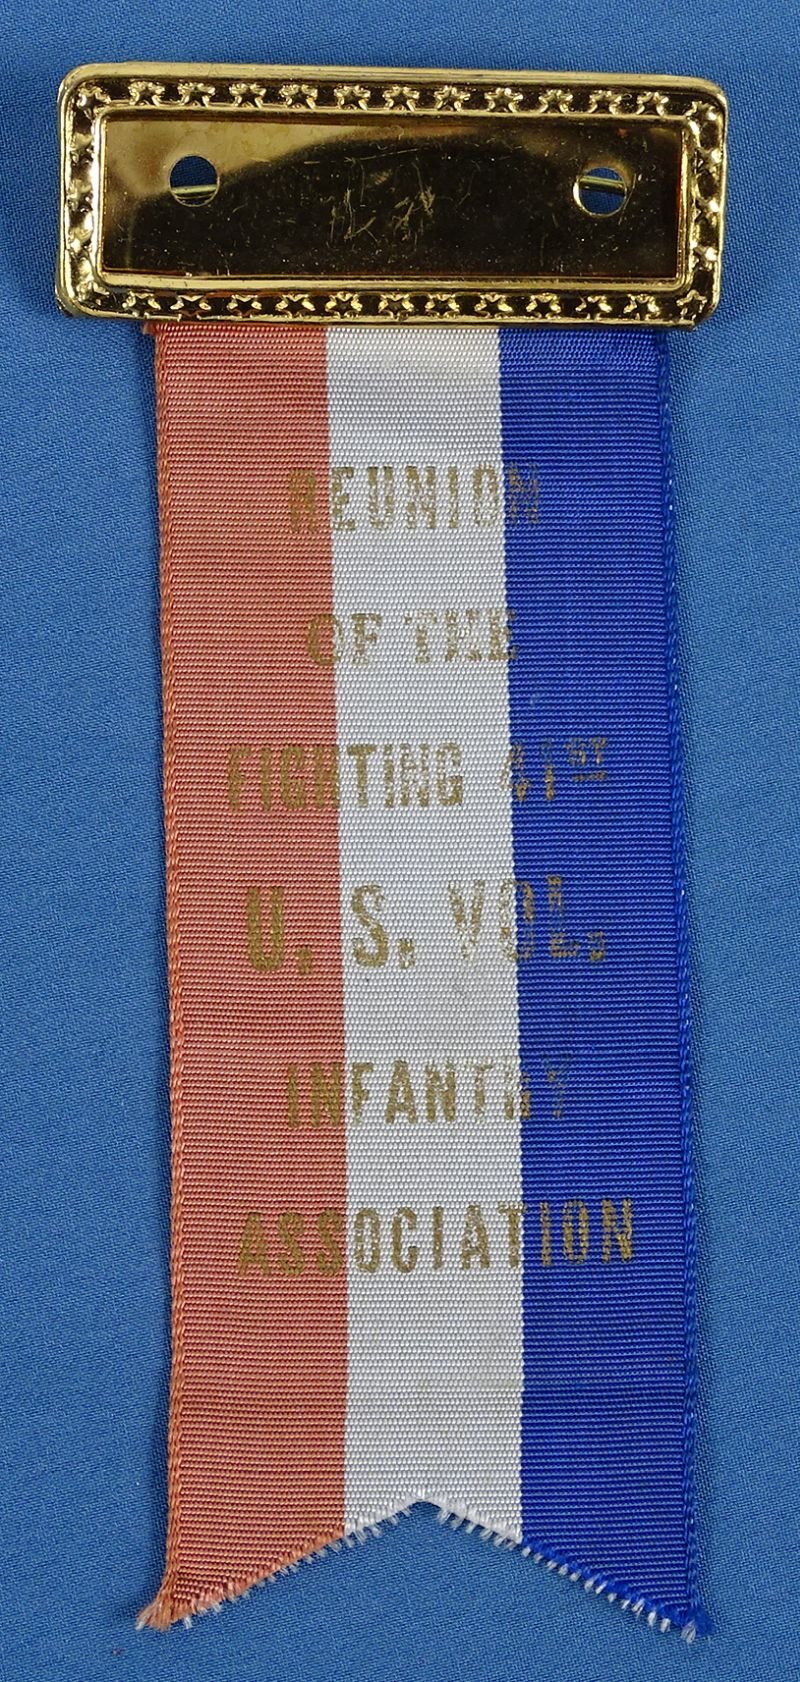 REUNION
OF THE
FIGHTING 41ST
U. S. VOL.
INFANTRY
ASSOCIATION